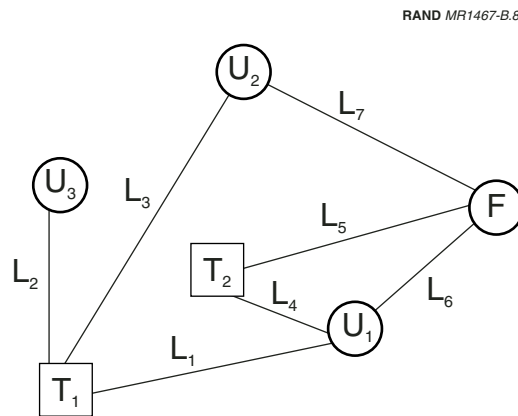 RAND MR1467-B.8
U₂
L₇
U₃
L₃
F
L₅
L₂
T₂
L₄
L₆
U₁
L₁
T₁